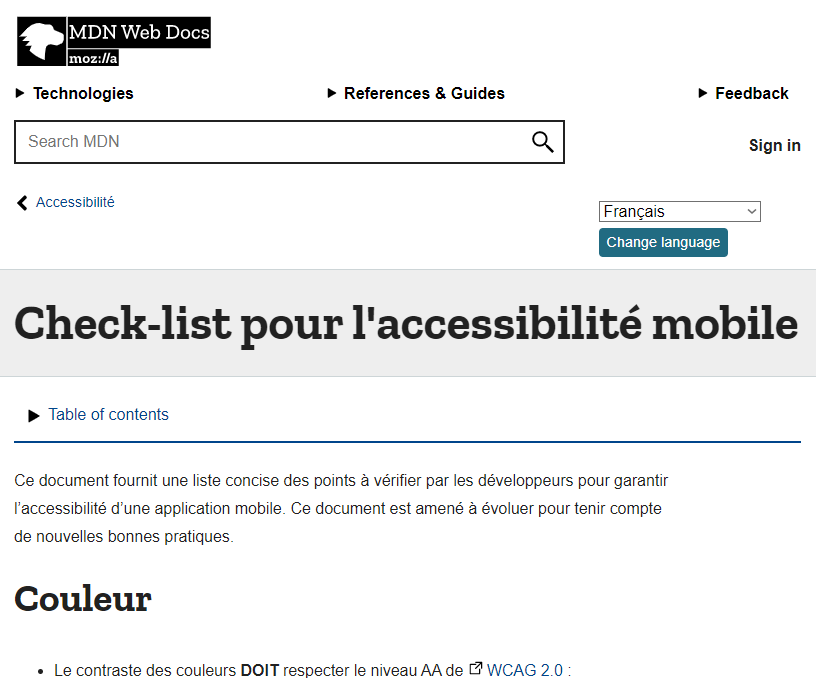 MDN Web Docs
moz://a
Technologies
References & Guides
Feedback
Search MDN
Sign in
Accessibilité
Français
Change language
Check-list pour l'accessibilité mobile
Table of contents
Ce document fournit une liste concise des points à vérifier par les développeurs pour garantir
l’accessibilité d’une application mobile. Ce document est amené à évoluer pour tenir compte
de nouvelles bonnes pratiques.
Couleur
• Le contraste des couleurs DOIT respecter le niveau AA de WCAG 2.0 :